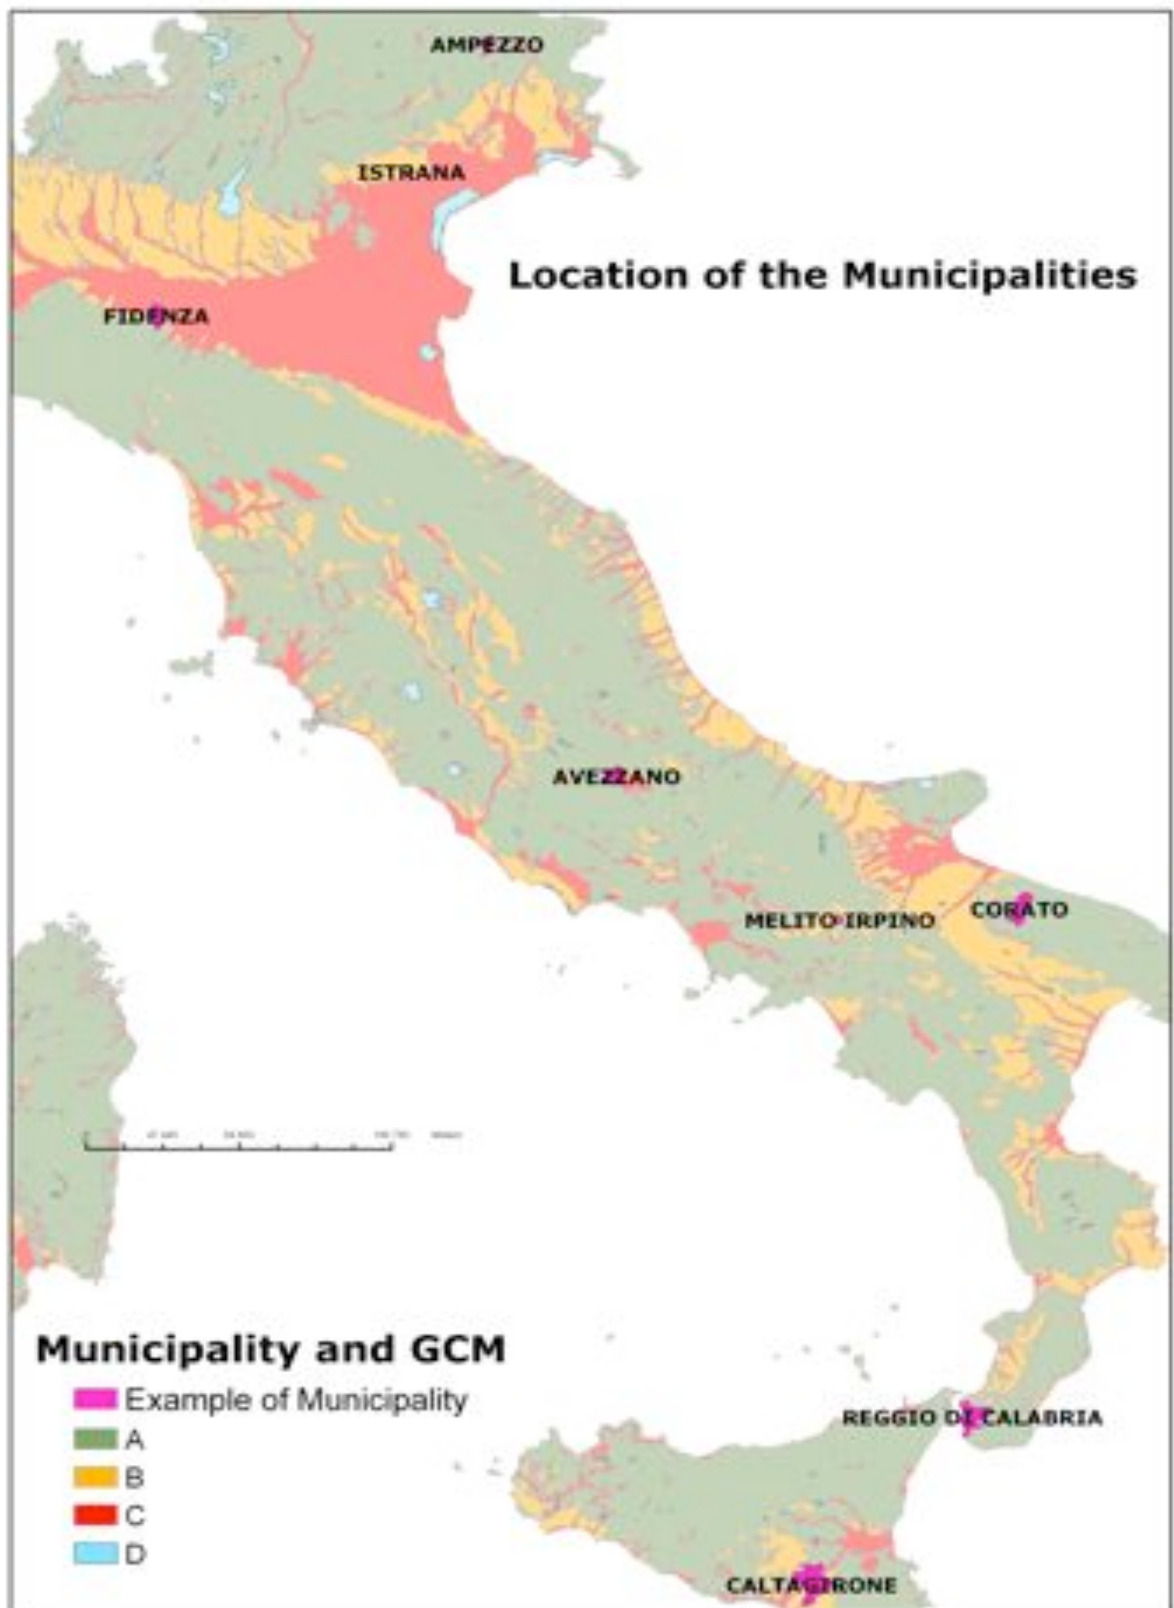 AMPEZZO
ISTRANA
Location of the Municipalities
FIDENZA
AVEZZANO
MELITO IRPINO
CORATO
Municipality and GCM
Example of Municipality
A
B
C
D
REGGIO DI CALABRIA
CALTAGIRONE